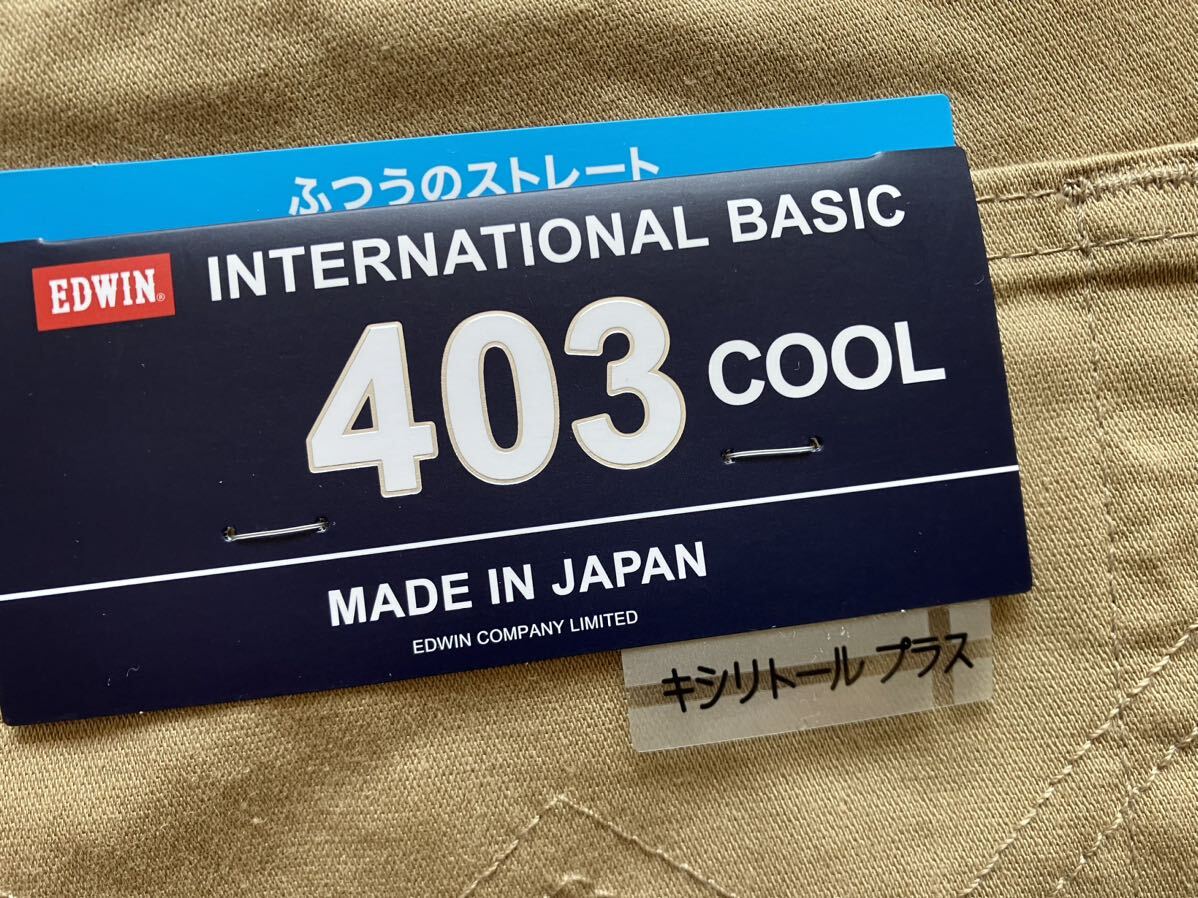 ふつうのストレート
EDWIN®
INTERNATIONAL BASIC
403 COOL
MADE IN JAPAN
EDWIN COMPANY LIMITED
キシリトール プラス